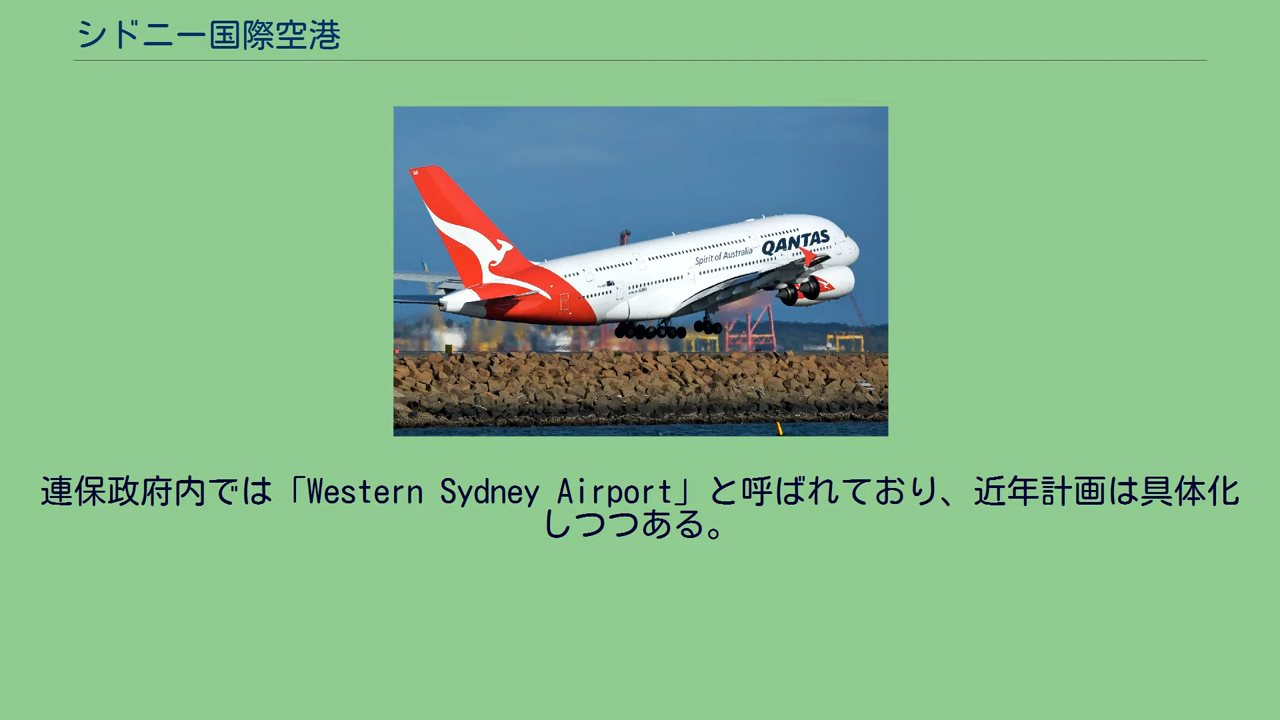 シドニー国際空港
Spirit of Australia
QANTAS
連保政府内では「Western Sydney Airport」と呼ばれており、近年計画は具体化
しつつある。